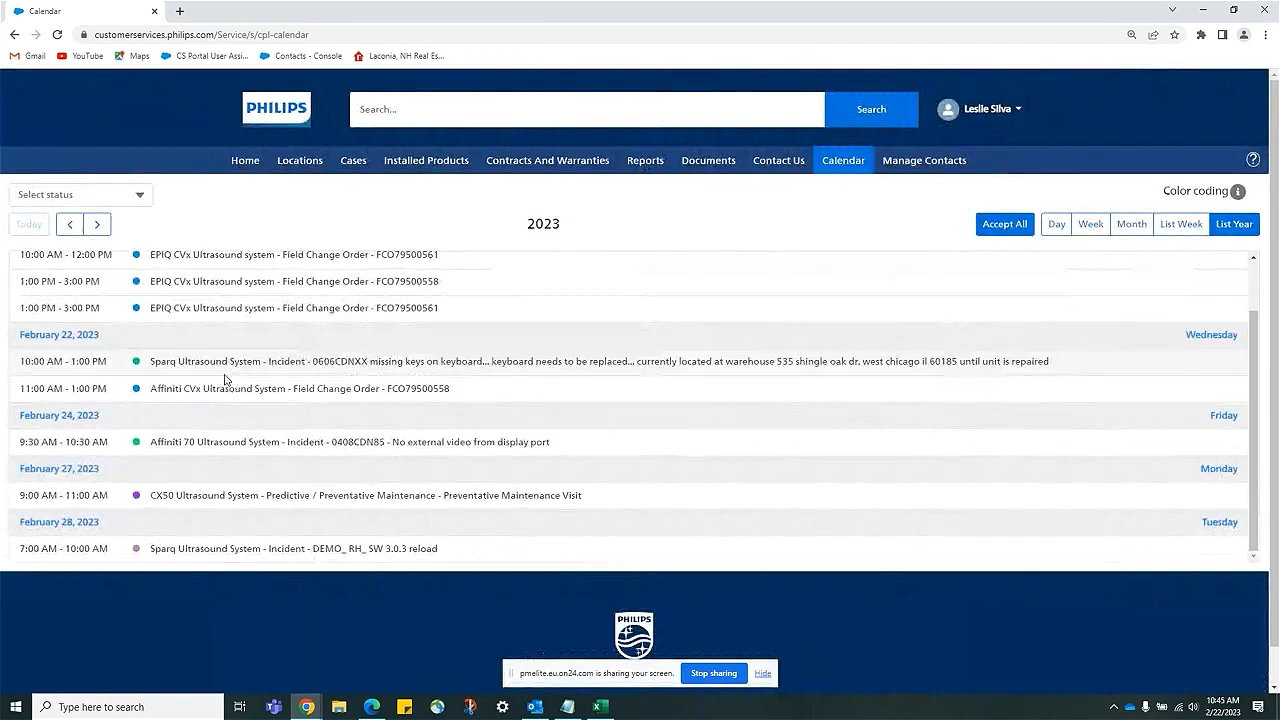 Calendar
customerservices.philips.com/Service/s/cpl-calendar
Gmail YouTube Maps CS Portal User Assi... Contacts - Console Laconia, NH Real Es...
PHILIPS Search... Search Leslie Silva
Home Locations Cases Installed Products Contracts And Warranties Reports Documents Contact Us Calendar Manage Contacts
Select status Color coding
Today 2023 Accept All Day Week Month List Week List Year
10:00 AM - 12:00 PM EPIQ CVx Ultrasound system - Field Change Order - FCO79500561
1:00 PM - 3:00 PM EPIQ CVx Ultrasound system - Field Change Order - FCO79500558
1:00 PM - 3:00 PM EPIQ CVx Ultrasound system - Field Change Order - FCO79500561
February 22, 2023 Wednesday
10:00 AM - 1:00 PM Sparq Ultrasound System - Incident - 0606CDNXX missing keys on keyboard... keyboard needs to be replaced... currently located at warehouse 535 shingle oak dr. west chicago il 60185 until unit is repaired
11:00 AM - 1:00 PM Affiniti CVx Ultrasound System - Field Change Order - FCO79500558
February 24, 2023 Friday
9:30 AM - 10:30 AM Affiniti 70 Ultrasound System - Incident - 0408CDN85 - No external video from display port
February 27, 2023 Monday
9:00 AM - 11:00 AM CX50 Ultrasound System - Predictive / Preventative Maintenance - Preventative Maintenance Visit
February 28, 2023 Tuesday
7:00 AM - 10:00 AM Sparq Ultrasound System - Incident - DEMO_ RH_ SW 3.0.3 reload
PHILIPS
pmelite.eu.on24.com is sharing your screen. Stop sharing Hide
Type here to search
10:45 AM
2/22/2023